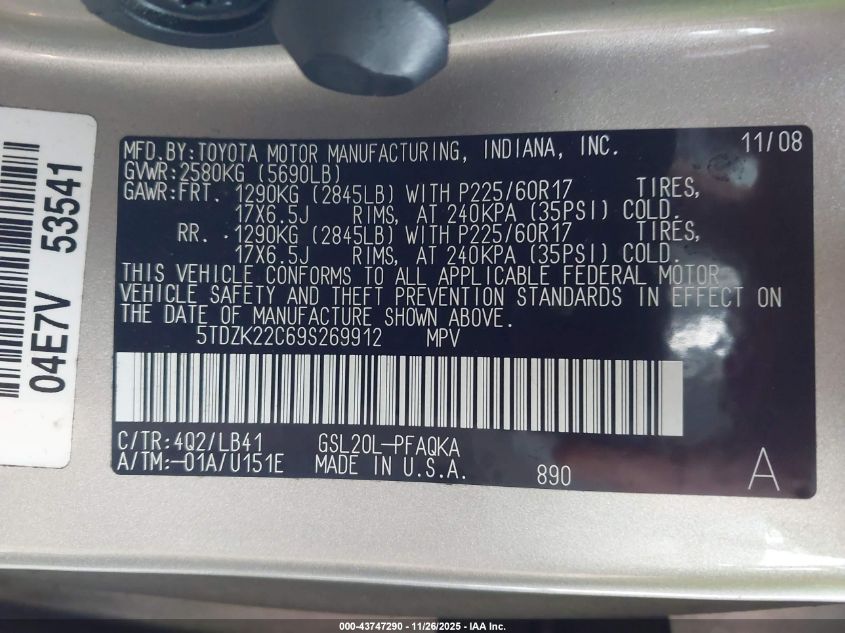 MFD.BY:TOYOTA MOTOR MANUFACTURING, INDIANA, INC. 11/08
GVWR:2580KG (5690LB)
GAWR:FRT. 1290KG (2845LB) WITH P225/60R17 TIRES,
17X6.5J RIMS, AT 240KPA (35PSI) COLD.
RR. 1290KG (2845LB) WITH P225/60R17 TIRES,
17X6.5J RIMS, AT 240KPA (35PSI) COLD.
THIS VEHICLE CONFORMS TO ALL APPLICABLE FEDERAL MOTOR
VEHICLE SAFETY AND THEFT PREVENTION STANDARDS IN EFFECT ON
THE DATE OF MANUFACTURE SHOWN ABOVE.
5TDZK22C69S269912 MPV
C/TR:4Q2/LB41 GSL20L-PFAQKA
A/TM:-01A/U151E MADE IN U.S.A. 890 A
04E7V 53541
000-43747290 - 11/26/2025 - IAA Inc.